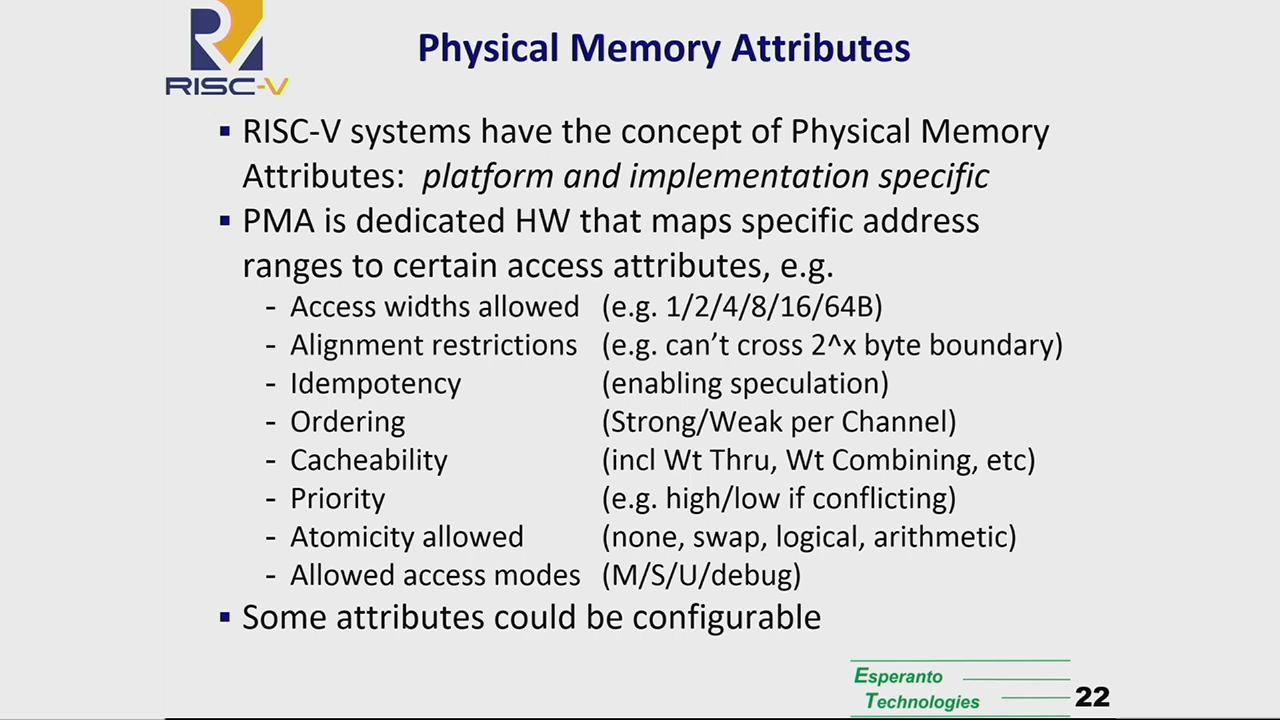 RISC-V
Physical Memory Attributes
▪ RISC-V systems have the concept of Physical Memory
Attributes: platform and implementation specific
▪ PMA is dedicated HW that maps specific address
ranges to certain access attributes, e.g.
- Access widths allowed (e.g. 1/2/4/8/16/64B)
- Alignment restrictions (e.g. can’t cross 2^x byte boundary)
- Idempotency (enabling speculation)
- Ordering (Strong/Weak per Channel)
- Cacheability (incl Wt Thru, Wt Combining, etc)
- Priority (e.g. high/low if conflicting)
- Atomicity allowed (none, swap, logical, arithmetic)
- Allowed access modes (M/S/U/debug)
▪ Some attributes could be configurable
Esperanto
Technologies
22